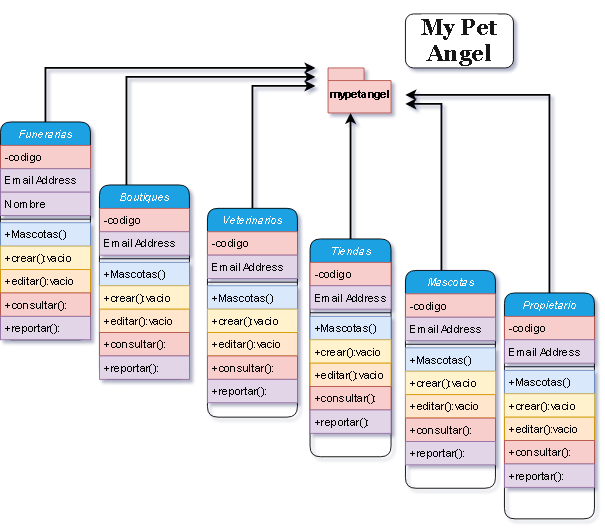 My Pet
Angel
mypetangel
Funerarias
-codigo
Email Address
Nombre
+Mascotas()
+crear():vacio
+editar():vacio
+consultar():
+reportar():
Boutiques
-codigo
Email Address
+Mascotas()
+crear():vacio
+editar():vacio
+consultar():
+reportar():
Veterinarios
-codigo
Email Address
+Mascotas()
+crear():vacio
+editar():vacio
+consultar():
+reportar():
Tiendas
-codigo
Email Address
+Mascotas()
+crear():vacio
+editar():vacio
+consultar():
+reportar():
Mascotas
-codigo
Email Address
+Mascotas()
+crear():vacio
+editar():vacio
+consultar():
+reportar():
Propietario
-codigo
Email Address
+Mascotas()
+crear():vacio
+editar():vacio
+consultar():
+reportar():